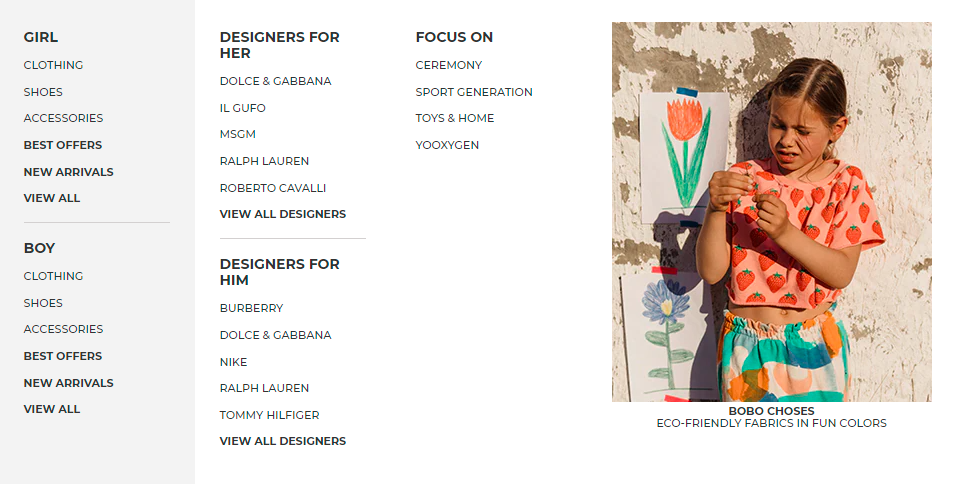 GIRL
CLOTHING
SHOES
ACCESSORIES
BEST OFFERS
NEW ARRIVALS
VIEW ALL
BOY
CLOTHING
SHOES
ACCESSORIES
BEST OFFERS
NEW ARRIVALS
VIEW ALL
DESIGNERS FOR
HER
DOLCE & GABBANA
IL GUFO
MSGM
RALPH LAUREN
ROBERTO CAVALLI
VIEW ALL DESIGNERS
DESIGNERS FOR
HIM
BURBERRY
DOLCE & GABBANA
NIKE
RALPH LAUREN
TOMMY HILFIGER
VIEW ALL DESIGNERS
FOCUS ON
CEREMONY
SPORT GENERATION
TOYS & HOME
YOOXYGEN
BOBO CHOSES
ECO-FRIENDLY FABRICS IN FUN COLORS